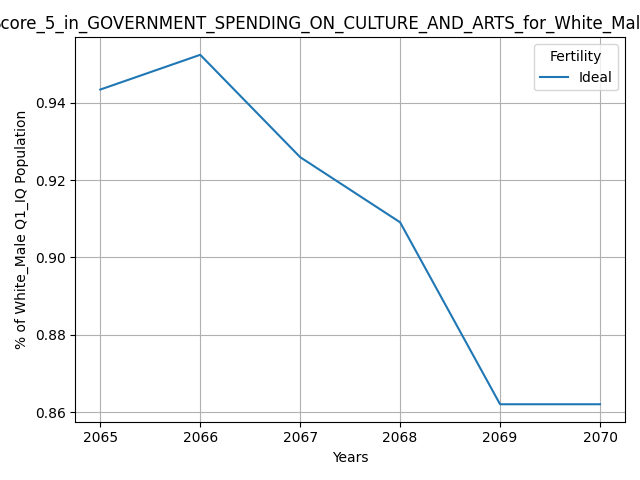 core_5_in_GOVERNMENT_SPENDING_ON_CULTURE_AND_ARTS_for_White_Mal
Fertility
Ideal
% of White_Male Q1_IQ Population
0.94
0.92
0.90
0.88
0.86
2065 2066 2067 2068 2069 2070
Years